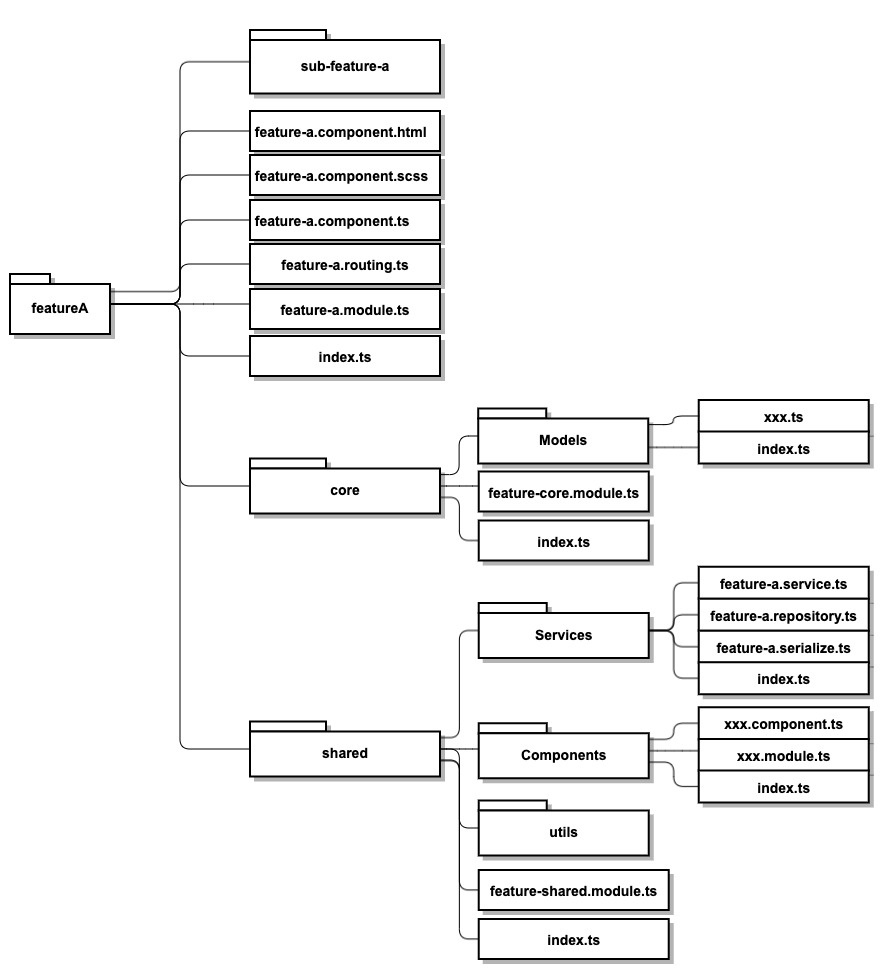 sub-feature-a
feature-a.component.html
feature-a.component.scss
feature-a.component.ts
feature-a.routing.ts
featureA
feature-a.module.ts
index.ts
xxx.ts
Models
index.ts
core
feature-core.module.ts
index.ts
feature-a.service.ts
feature-a.repository.ts
Services
feature-a.serialize.ts
index.ts
xxx.component.ts
shared
Components
xxx.module.ts
index.ts
utils
feature-shared.module.ts
index.ts